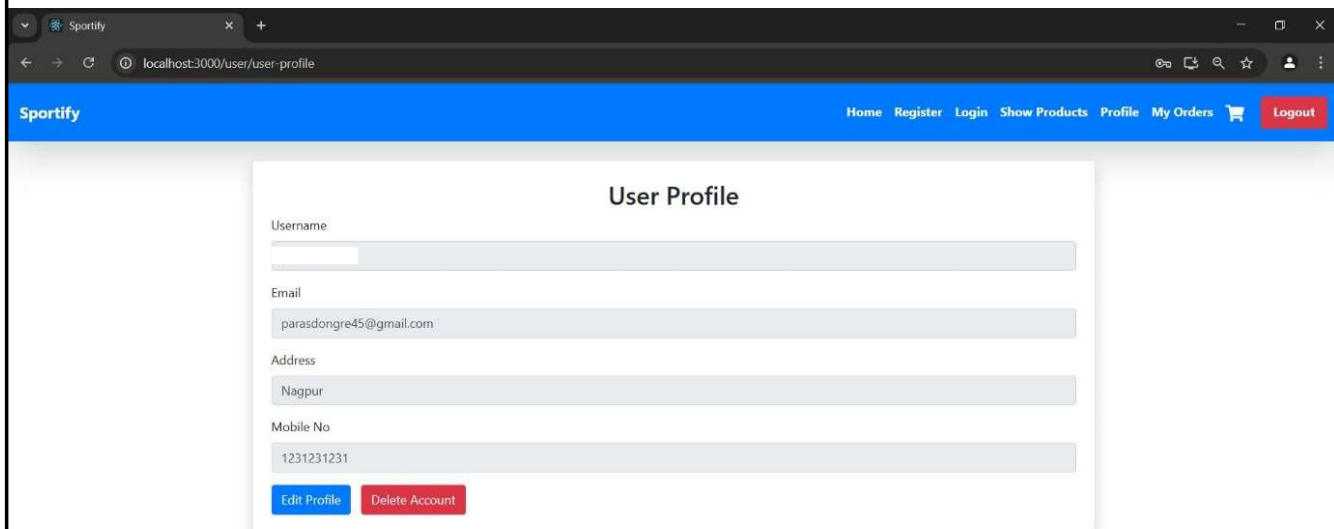 Sportify
localhost:3000/user/user-profile
Sportify Home Register Login Show Products Profile My Orders Logout
User Profile
Username
Email
parasdongre45@gmail.com
Address
Nagpur
Mobile No
1231231231
Edit Profile Delete Account